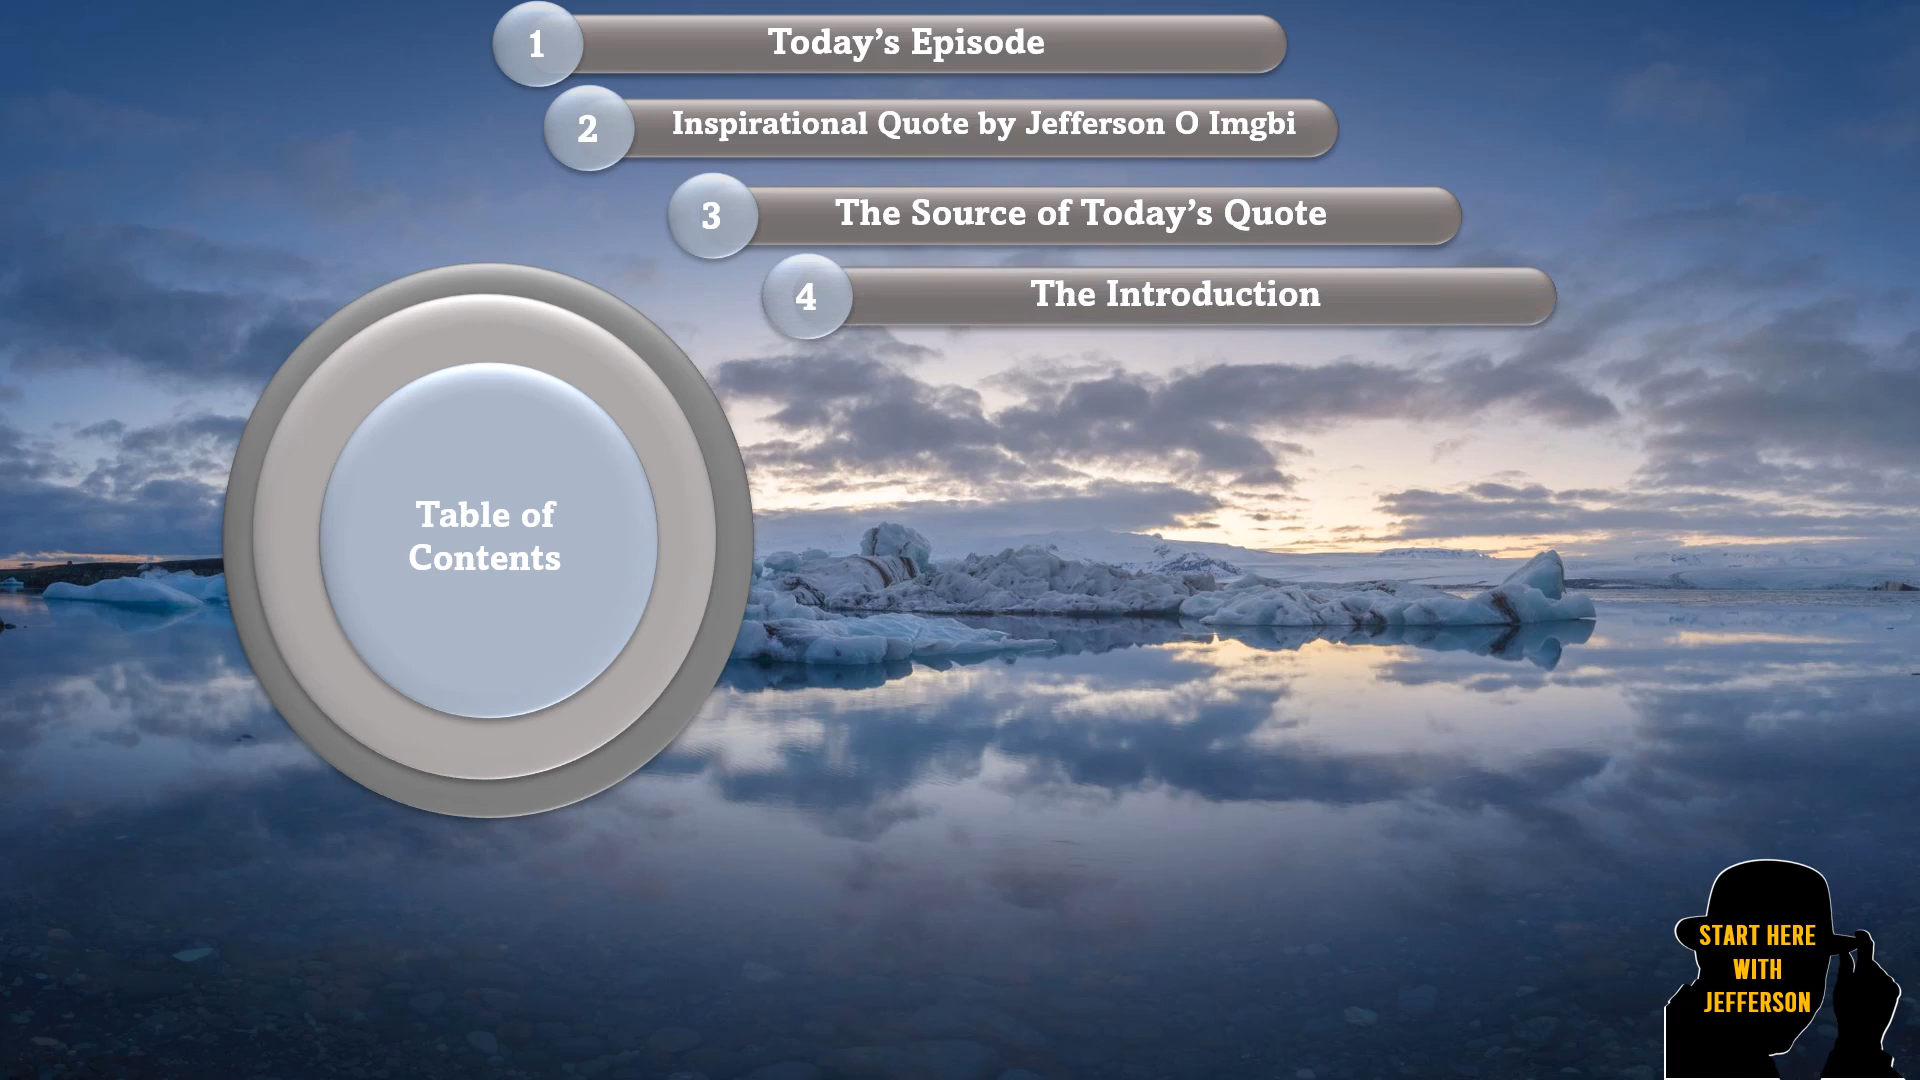 1
Today’s Episode
2
Inspirational Quote by Jefferson O Imgbi
3
The Source of Today’s Quote
4
The Introduction
Table of
Contents
START HERE
WITH
JEFFERSON